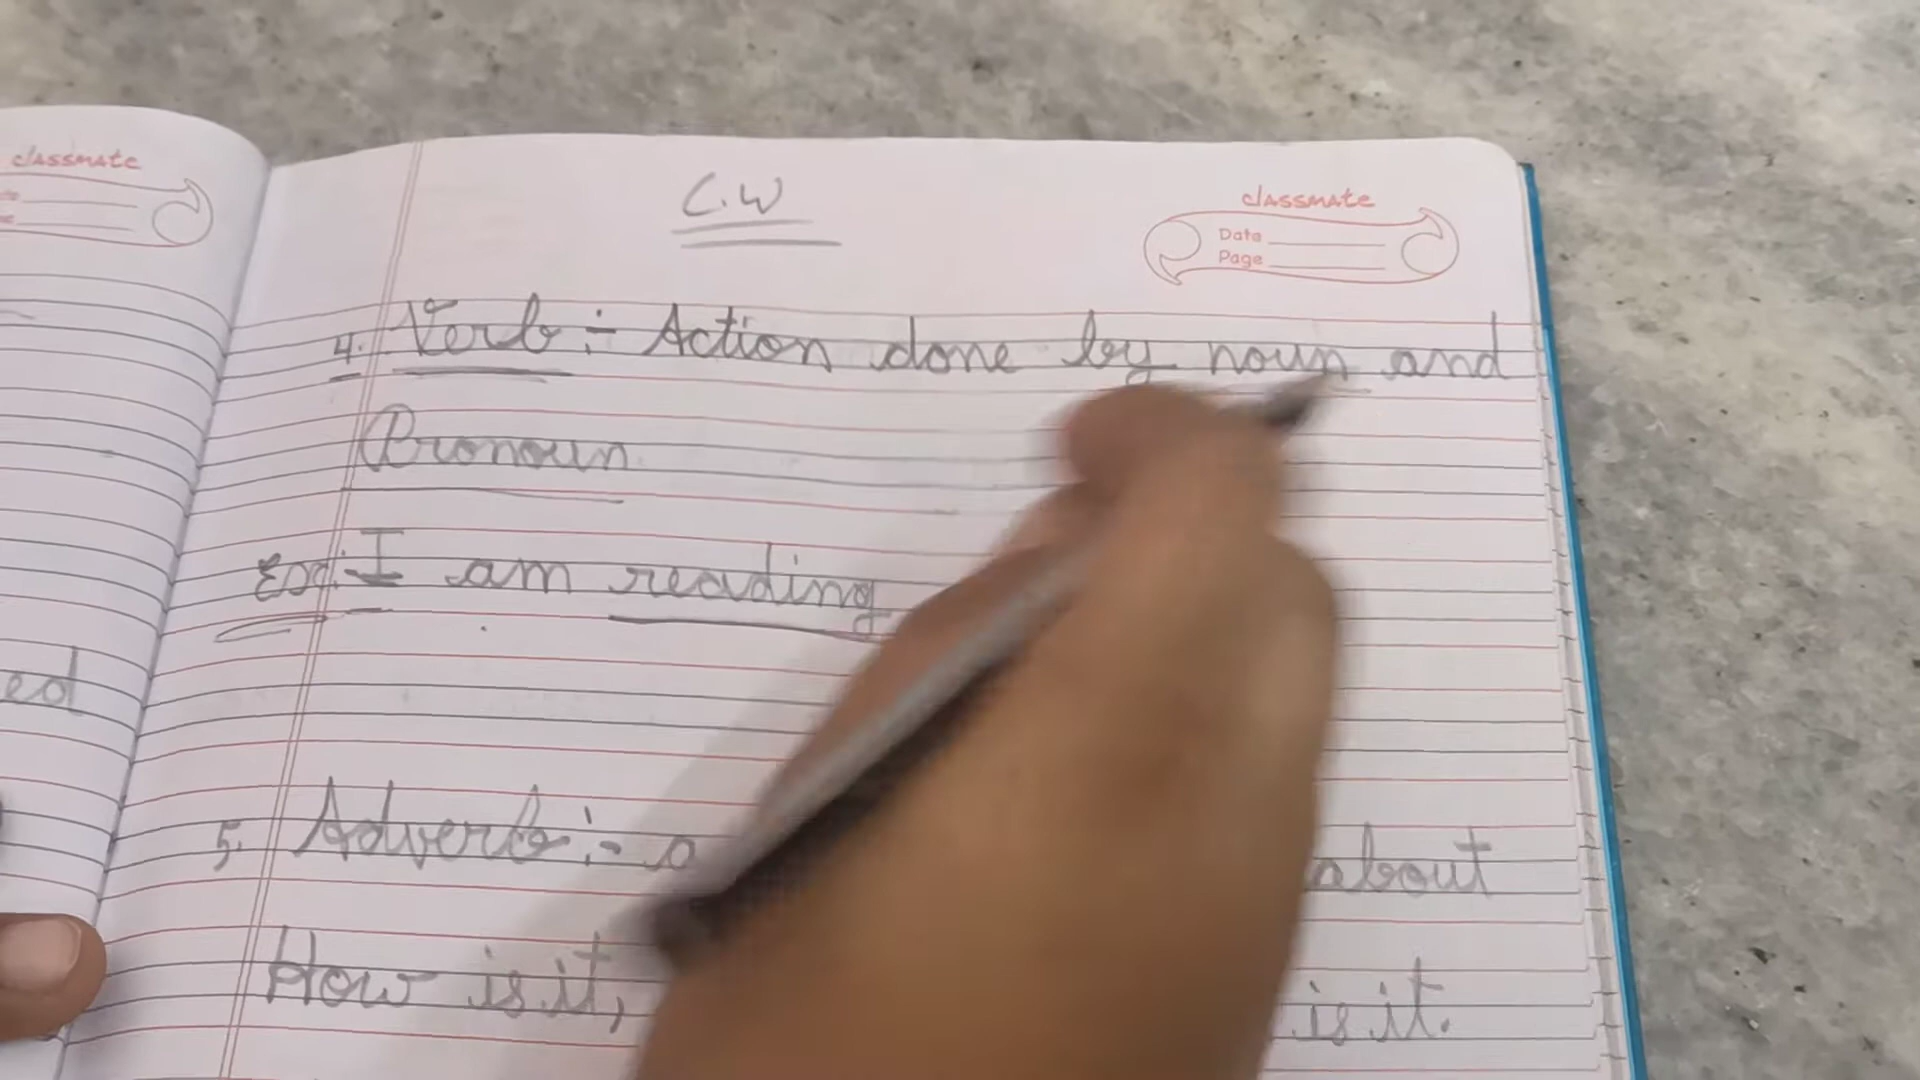 classmate
C.W
classmate
Date
Page
4. Verb :- Action done by noun and
Pronoun
Ex:- I am reading
ed
5. Adverb :- a about
How is it, is it.